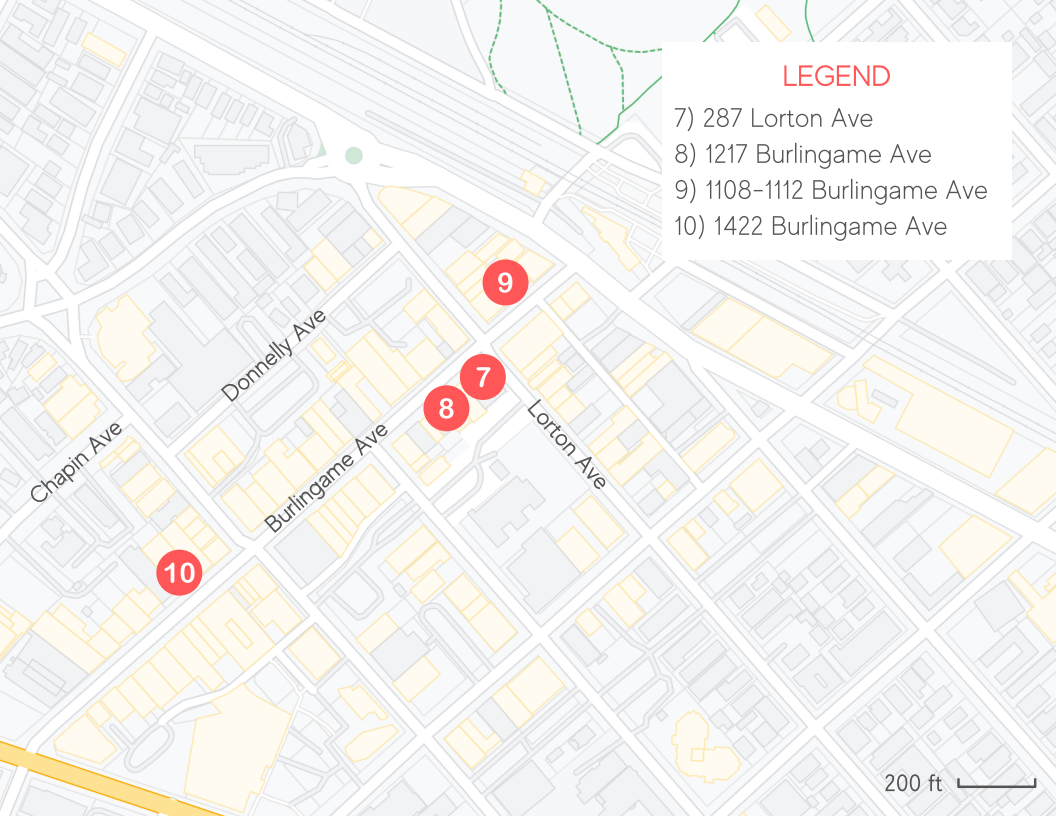 LEGEND
7) 287 Lorton Ave
8) 1217 Burlingame Ave
9) 1108-1112 Burlingame Ave
10) 1422 Burlingame Ave
9
Donnelly Ave
7
8
Lorton Ave
Chapin Ave
Burlingame Ave
10
200 ft